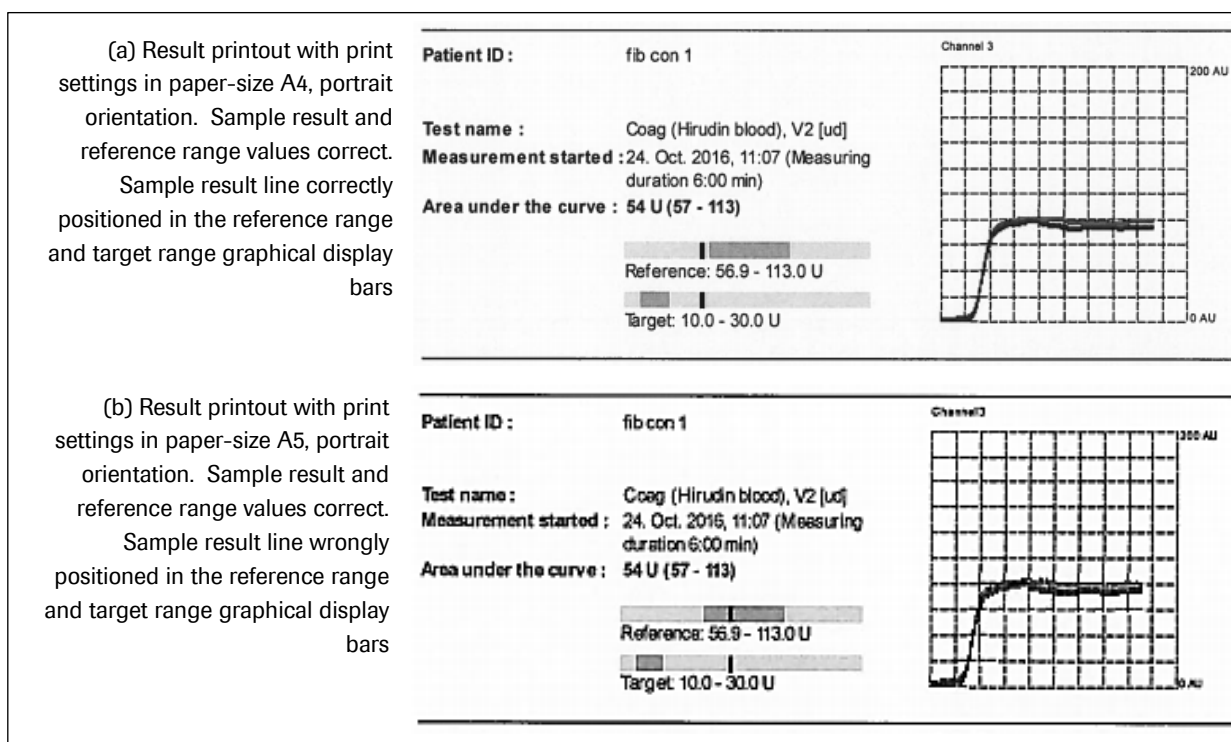 (a) Result printout with print
settings in paper-size A4, portrait
orientation. Sample result and
reference range values correct.
Sample result line correctly
positioned in the reference range
and target range graphical display
bars
Patient ID : fib con 1
Test name : Coag (Hirudin blood), V2 [ud]
Measurement started : 24. Oct. 2016, 11:07 (Measuring
duration 6:00 min)
Area under the curve : 54 U (57 - 113)
Reference: 56.9 - 113.0 U
Target: 10.0 - 30.0 U
Channel 3
200 AU
0 AU
(b) Result printout with print
settings in paper-size A5, portrait
orientation. Sample result and
reference range values correct.
Sample result line wrongly
positioned in the reference range
and target range graphical display
bars
Patient ID : fib con 1
Test name : Coag (Hirudin blood), V2 [ud]
Measurement started : 24. Oct. 2016, 11:07 (Measuring
duration 6:00 min)
Area under the curve : 54 U (57 - 113)
Reference: 56.9 - 113.0 U
Target: 10.0 - 30.0 U
Channel3
AU
0 AU